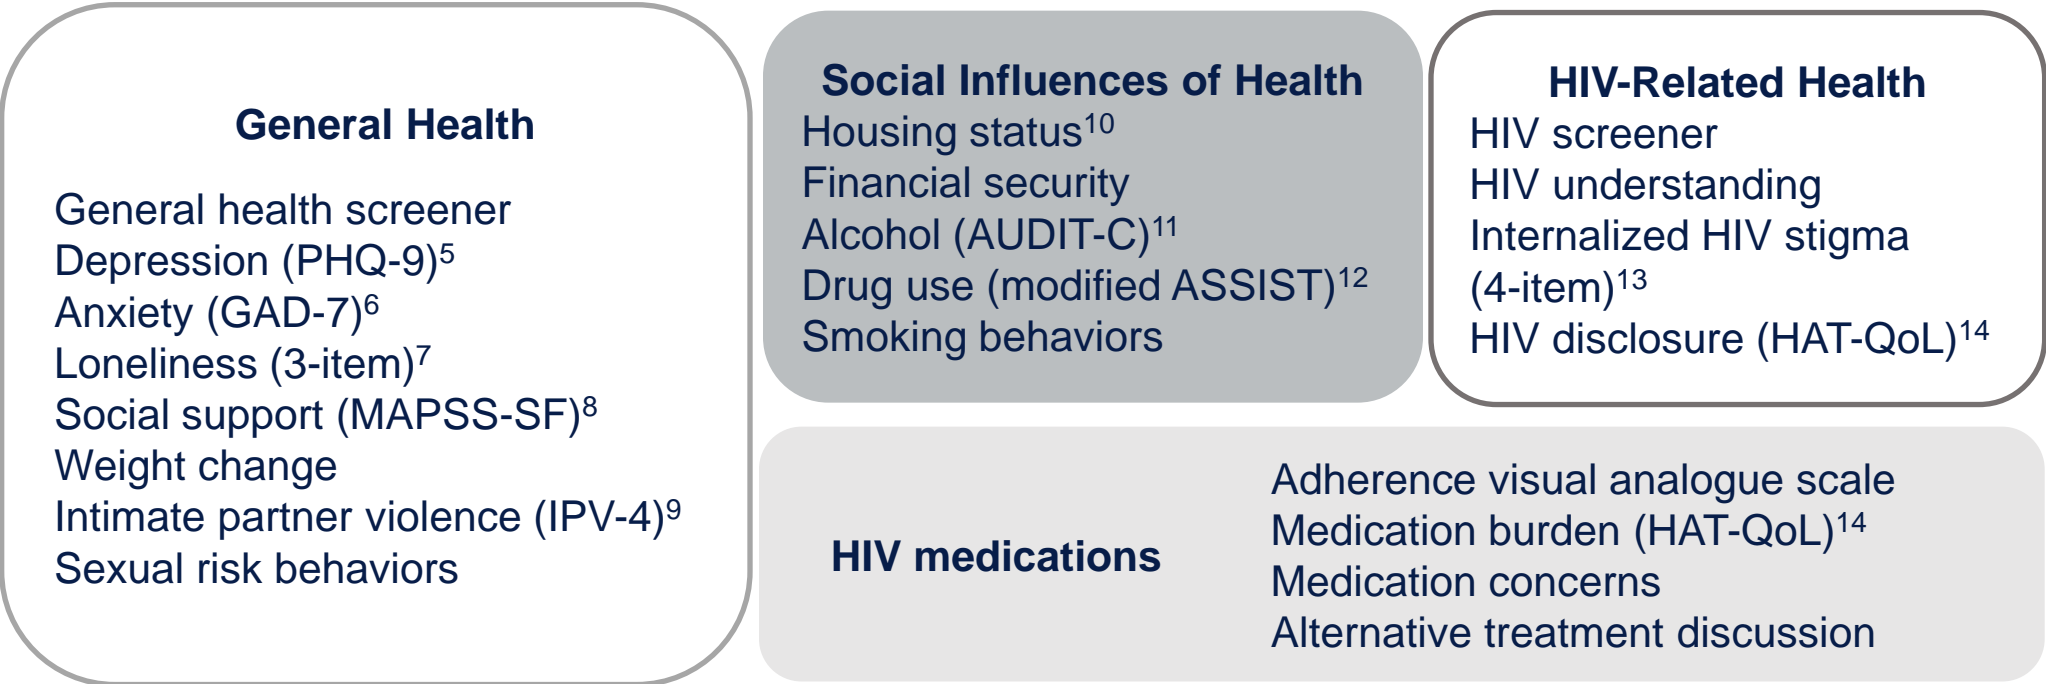 General Health
General health screener
Depression (PHQ-9)⁵
Anxiety (GAD-7)⁶
Loneliness (3-item)⁷
Social support (MAPSS-SF)⁸
Weight change
Intimate partner violence (IPV-4)⁹
Sexual risk behaviors
Social Influences of Health
Housing status¹⁰
Financial security
Alcohol (AUDIT-C)¹¹
Drug use (modified ASSIST)¹²
Smoking behaviors
HIV-Related Health
HIV screener
HIV understanding
Internalized HIV stigma
(4-item)¹³
HIV disclosure (HAT-QoL)¹⁴
HIV medications
Adherence visual analogue scale
Medication burden (HAT-QoL)¹⁴
Medication concerns
Alternative treatment discussion